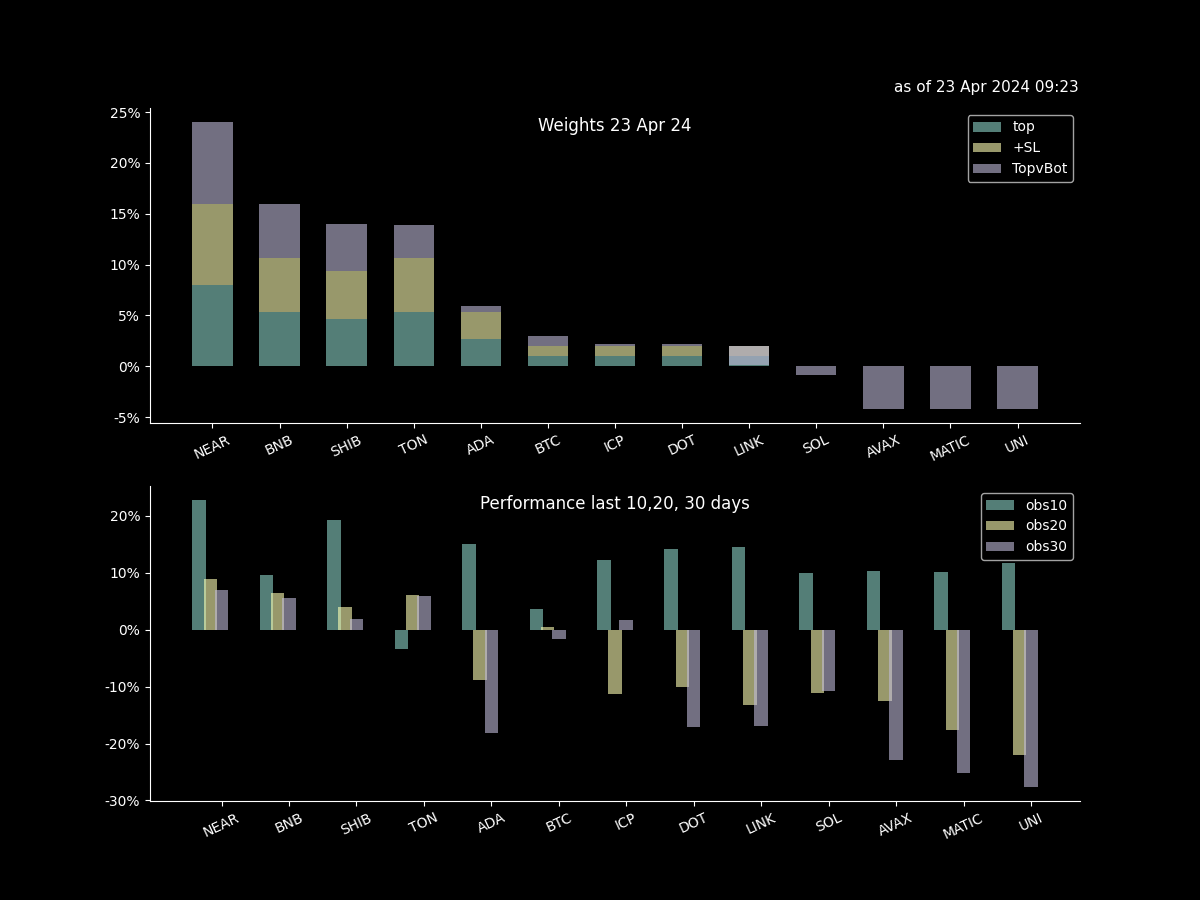 as of 23 Apr 2024 09:23
Weights 23 Apr 24
top
+SL
TopvBot
25%
20%
15%
10%
5%
0%
-5%
NEAR BNB SHIB TON ADA BTC ICP DOT LINK SOL AVAX MATIC UNI
Performance last 10,20, 30 days
obs10
obs20
obs30
20%
10%
0%
-10%
-20%
-30%
NEAR BNB SHIB TON ADA BTC ICP DOT LINK SOL AVAX MATIC UNI